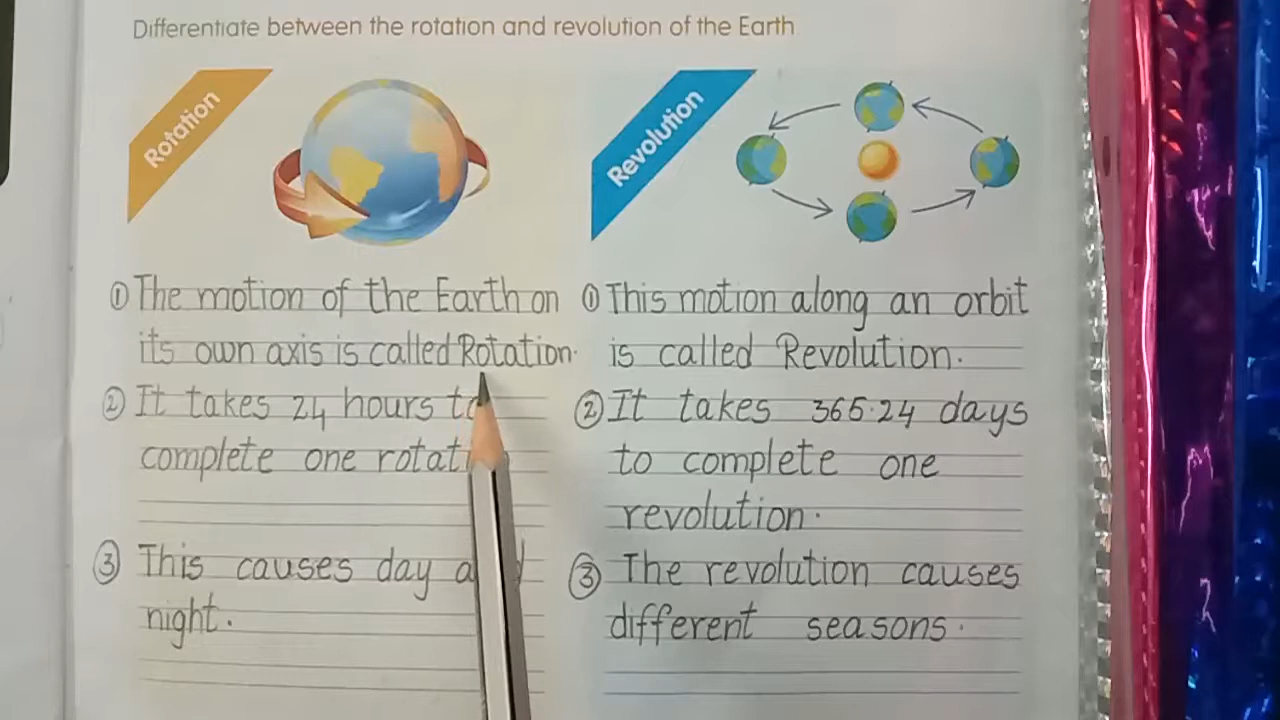 Differentiate between the rotation and revolution of the Earth
Rotation
① The motion of the Earth on
its own axis is called Rotation.
② It takes 24 hours to
complete one
③ This causes day
night.
Revolution
① This motion along an orbit
is called Revolution.
② It takes 365.24 days
to complete one
revolution.
③ The revolution causes
different seasons.